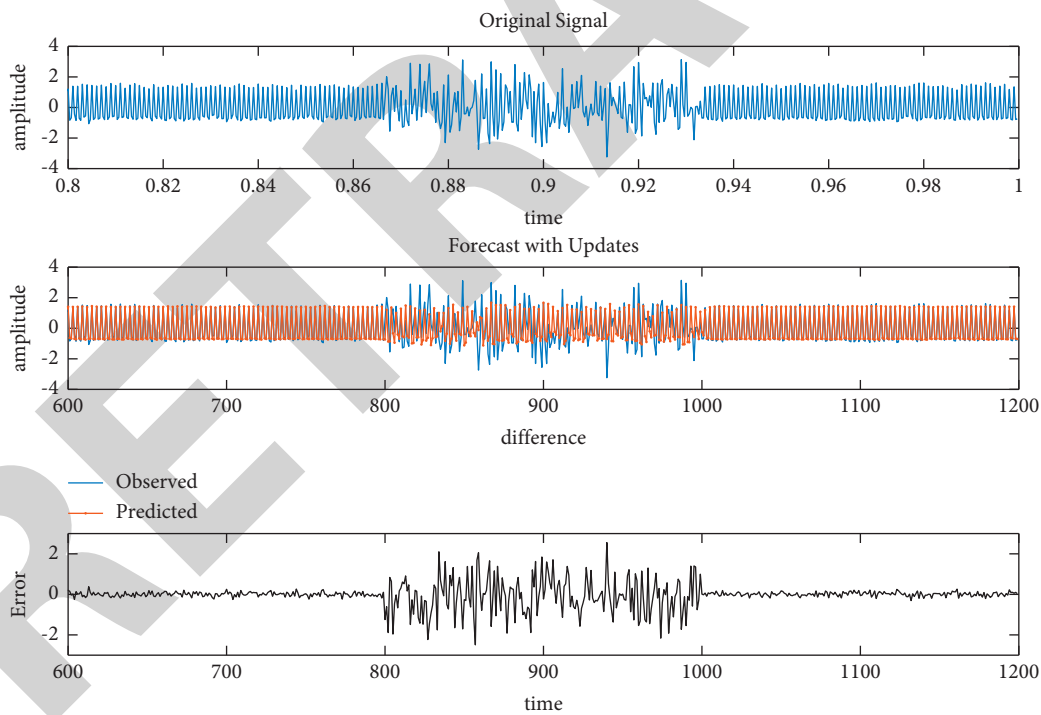 Original Signal
4
2
0
-2
-4
amplitude
0.8 0.82 0.84 0.86 0.88 0.9 0.92 0.94 0.96 0.98 1
time
Forecast with Updates
4
2
0
-2
-4
amplitude
600 700 800 900 1000 1100 1200
difference
Observed
Predicted
2
0
-2
Error
600 700 800 900 1000 1100 1200
time
RETRA